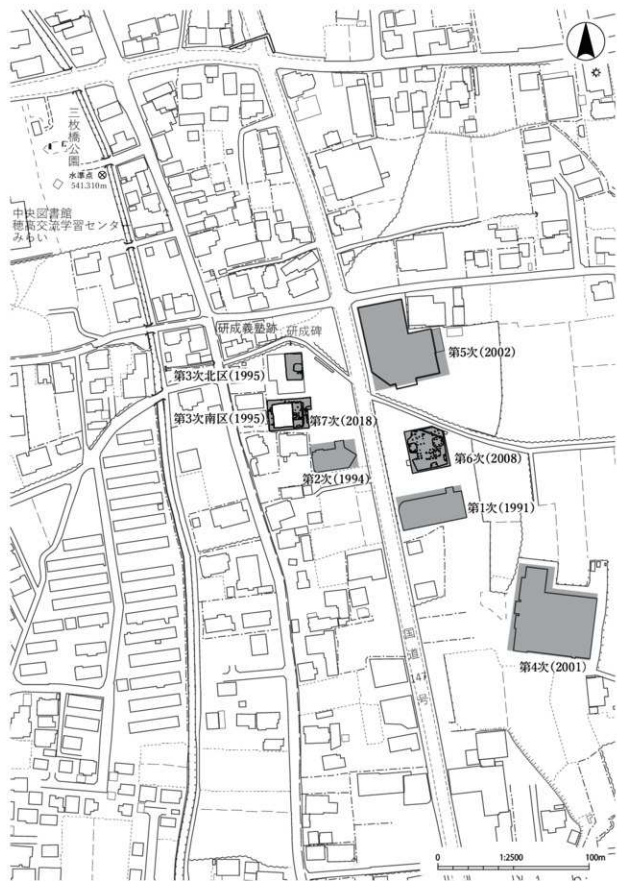 三枚橋公園
水準点
541.310m
中央図書館
穂高交流学習センター
みらい
研成義塾跡
研成碑
第5次(2002)
第3次北区(1995)
第3次南区(1995)
第7次(2018)
第2次(1994)
第6次(2008)
第1次(1991)
第4次(2001)
国道147号
0
1:2500
100m